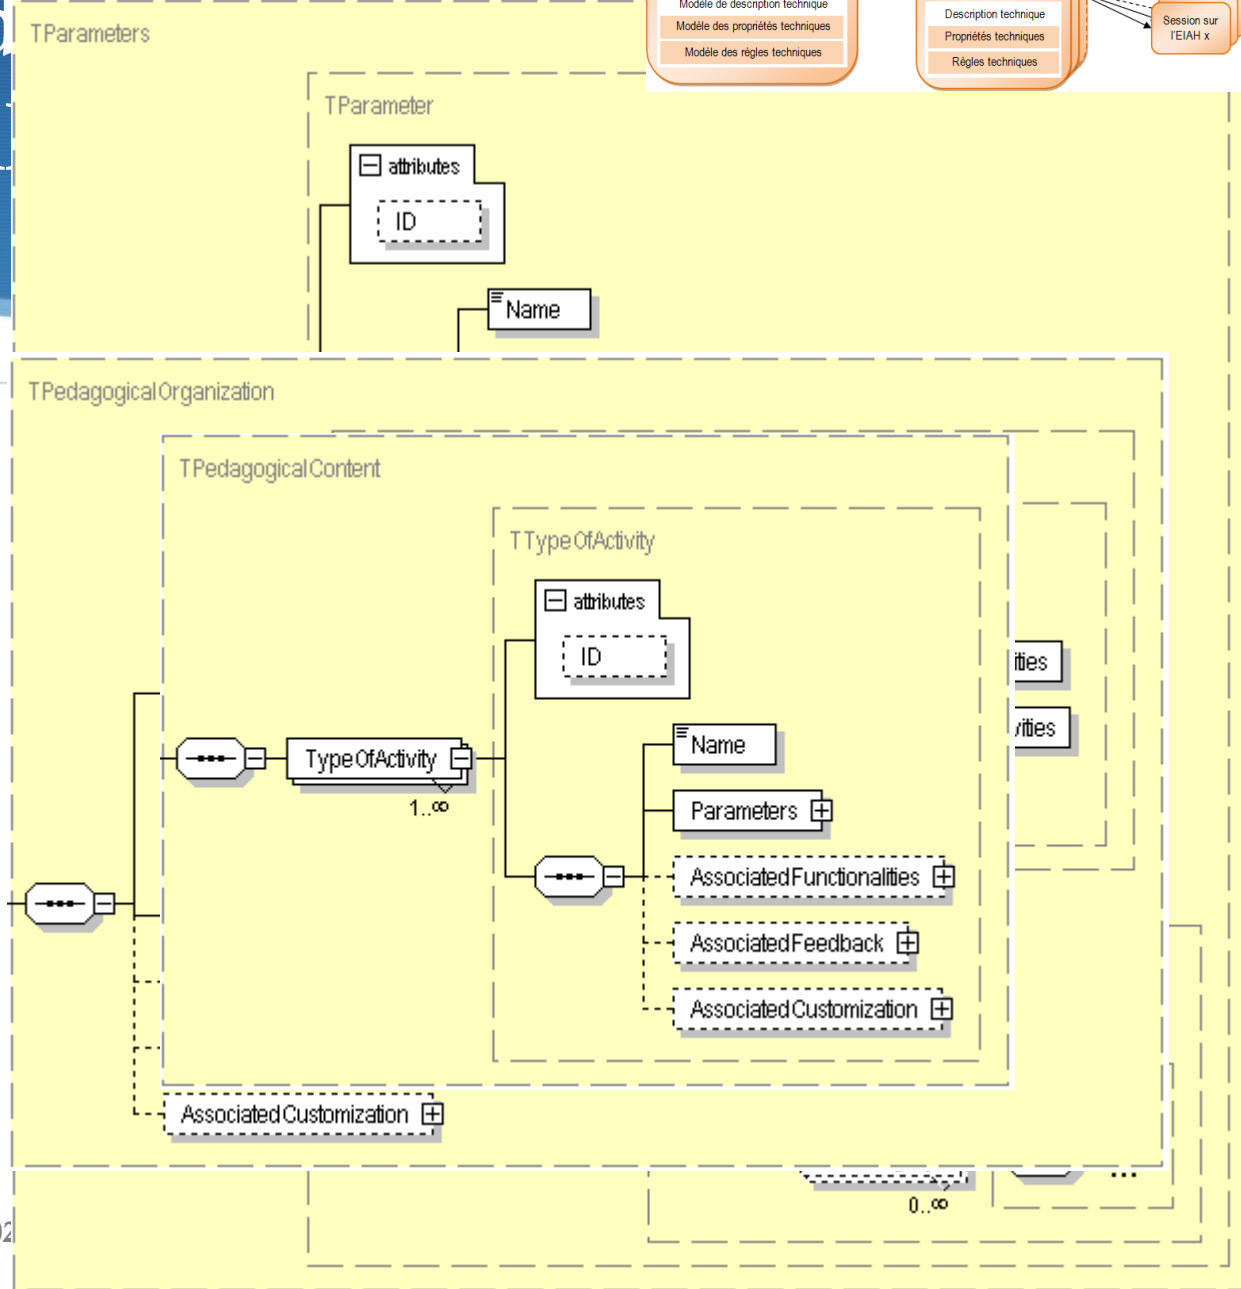 Modèle de description technique
Modèle des propriétés techniques
Modèle des règles techniques
Description technique
Propriétés techniques
Règles techniques
Session sur
l'EIAH x
TParameters
TParameter
attributes
ID
Name
TPedagogicalOrganization
TPedagogicalContent
TTypeOfActivity
attributes
ID
Name
TypeOfActivity
1..∞
Parameters
AssociatedFunctionalities
AssociatedFeedback
AssociatedCustomization
ities
vities
AssociatedCustomization
0..∞
...